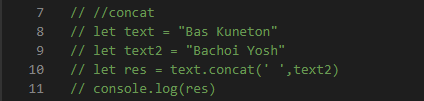 7 // //concat
8 // let text = "Bas Kuneton"
9 // let text2 = "Bachoi Yosh"
10 // let res = text.concat(' ',text2)
11 // console.log(res)